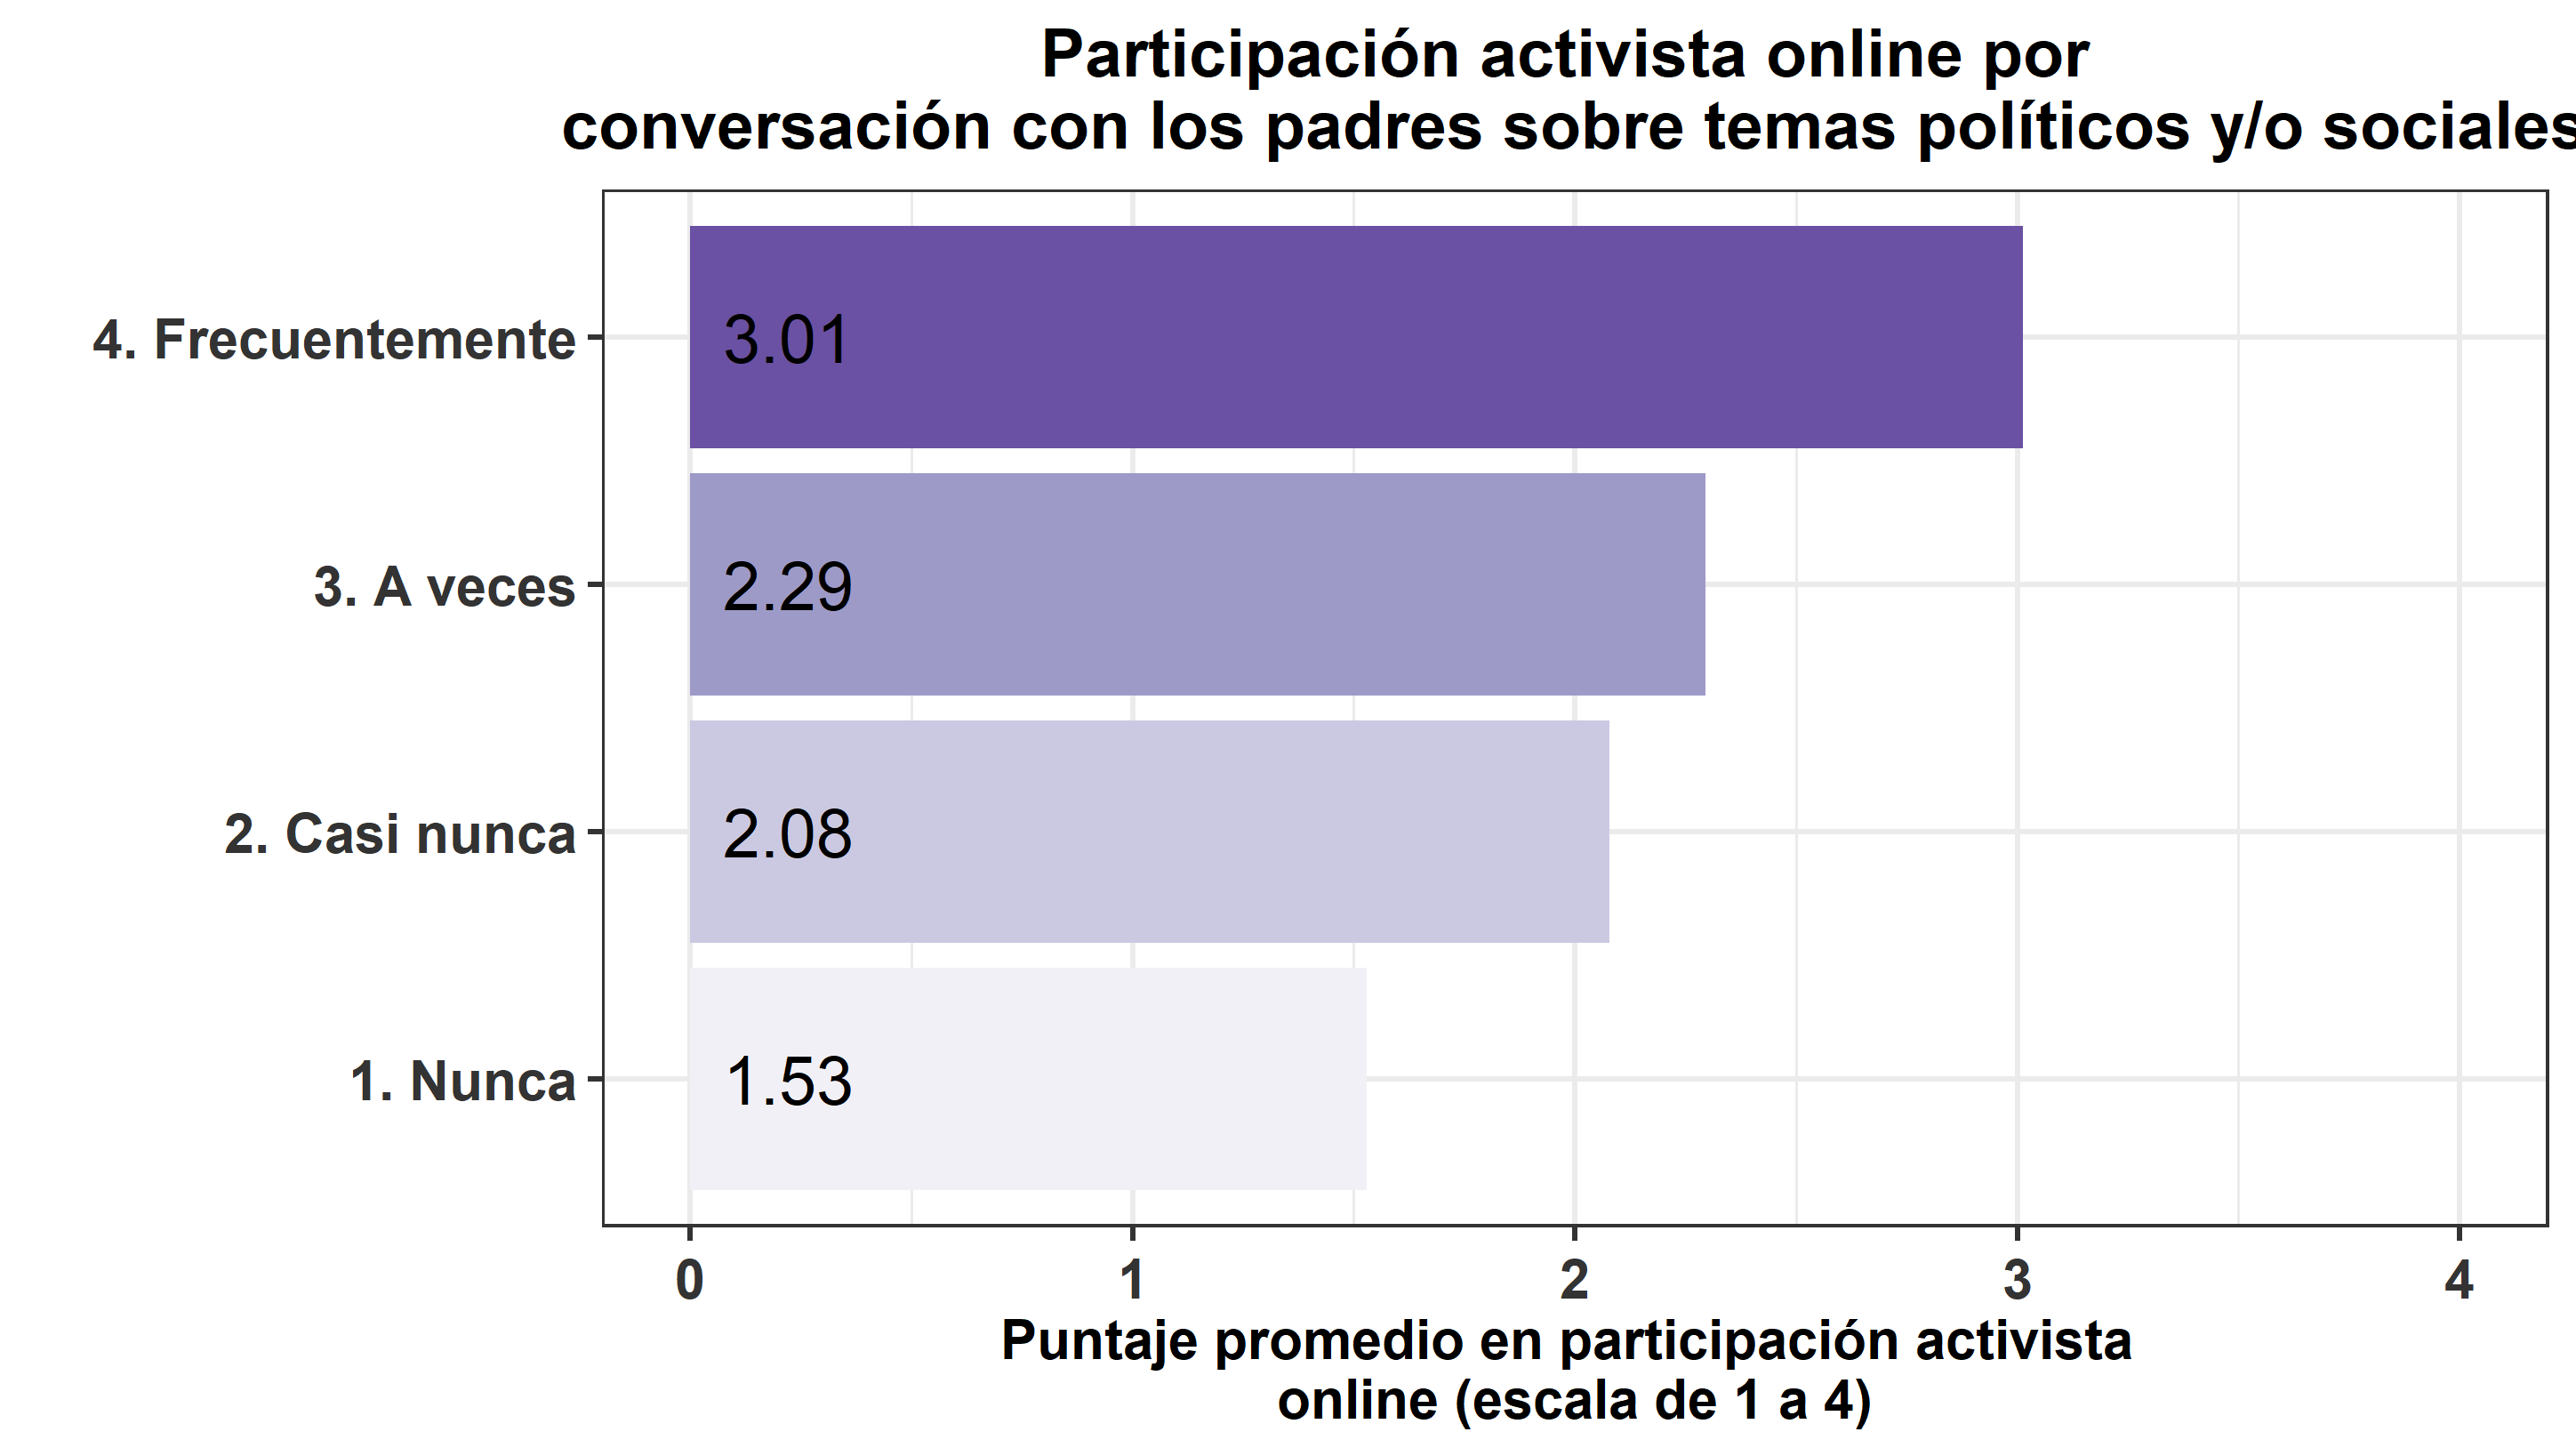 Participación activista online por
conversación con los padres sobre temas políticos y/o sociales
4. Frecuentemente
3.01
3. A veces
2.29
2. Casi nunca
2.08
1. Nunca
1.53
0 1 2 3 4
Puntaje promedio en participación activista
online (escala de 1 a 4)